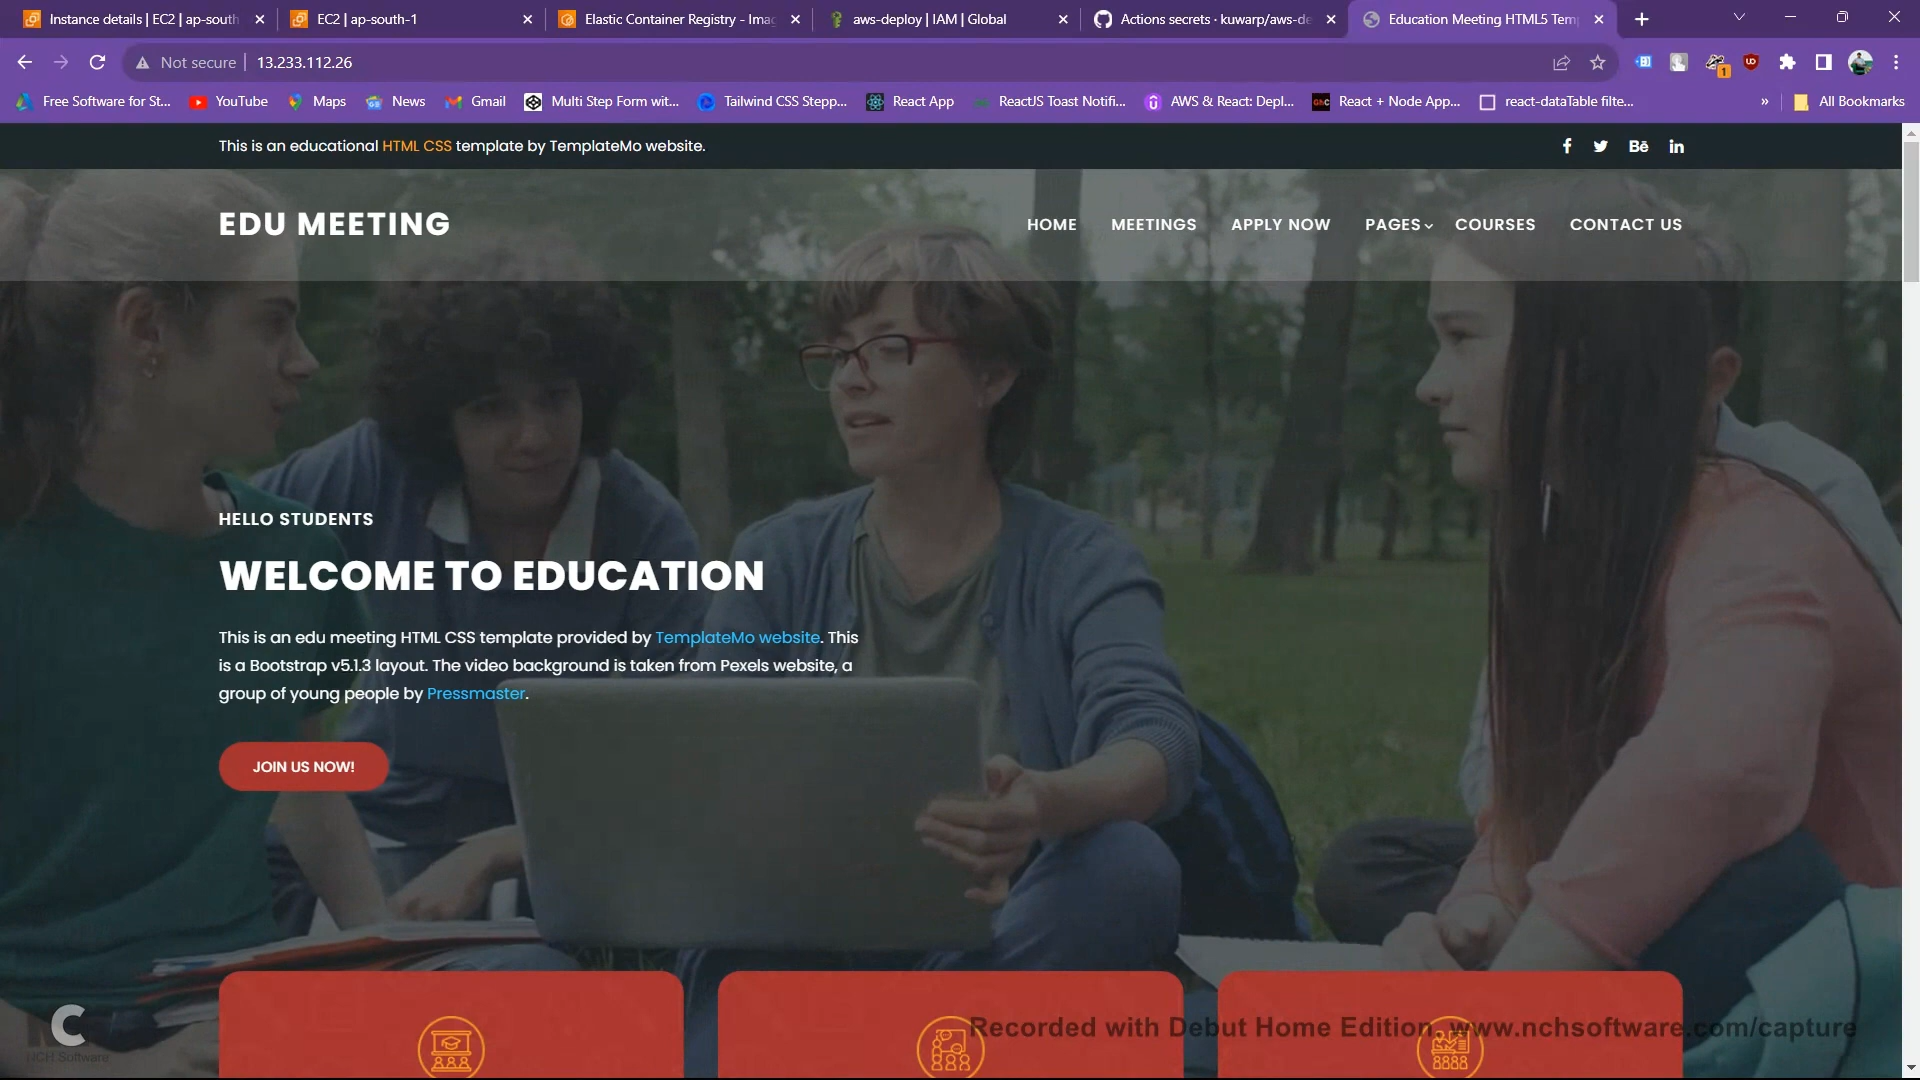 Instance details | EC2 | ap-south
EC2 | ap-south-1
Elastic Container Registry - Imag
aws-deploy | IAM | Global
Actions secrets · kuwarp/aws-de
Education Meeting HTML5 Temp
Not secure
13.233.112.26
1
Free Software for St...
YouTube
Maps
News
Gmail
Multi Step Form wit...
Tailwind CSS Stepp...
React App
ReactJS Toast Notifi...
AWS & React: Depl...
React + Node App...
react-dataTable filte...
»
All Bookmarks
This is an educational HTML CSS template by TemplateMo website.
EDU MEETING
HOME
MEETINGS
APPLY NOW
PAGES
COURSES
CONTACT US
HELLO STUDENTS
WELCOME TO EDUCATION
This is an edu meeting HTML CSS template provided by TemplateMo website. This
is a Bootstrap v5.1.3 layout. The video background is taken from Pexels website, a
group of young people by Pressmaster.
JOIN US NOW!
NCH Software
Recorded with Debut Home Edition. www.nchsoftware.com/capture